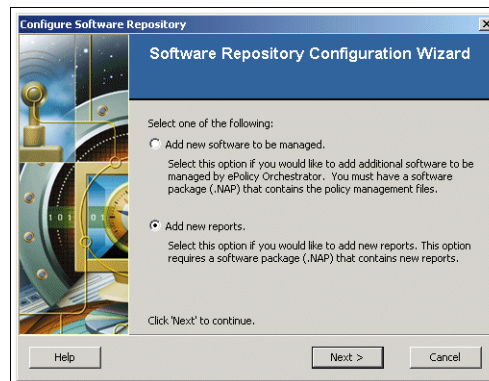 Configure Software Repository
Software Repository Configuration Wizard
Select one of the following:
Add new software to be managed.
Select this option if you would like to add additional software to be
managed by ePolicy Orchestrator. You must have a software
package (.NAP) that contains the policy management files.
Add new reports.
Select this option if you would like to add new reports. This option
requires a software package (.NAP) that contains new reports.
Click 'Next' to continue.
Help
Next >
Cancel